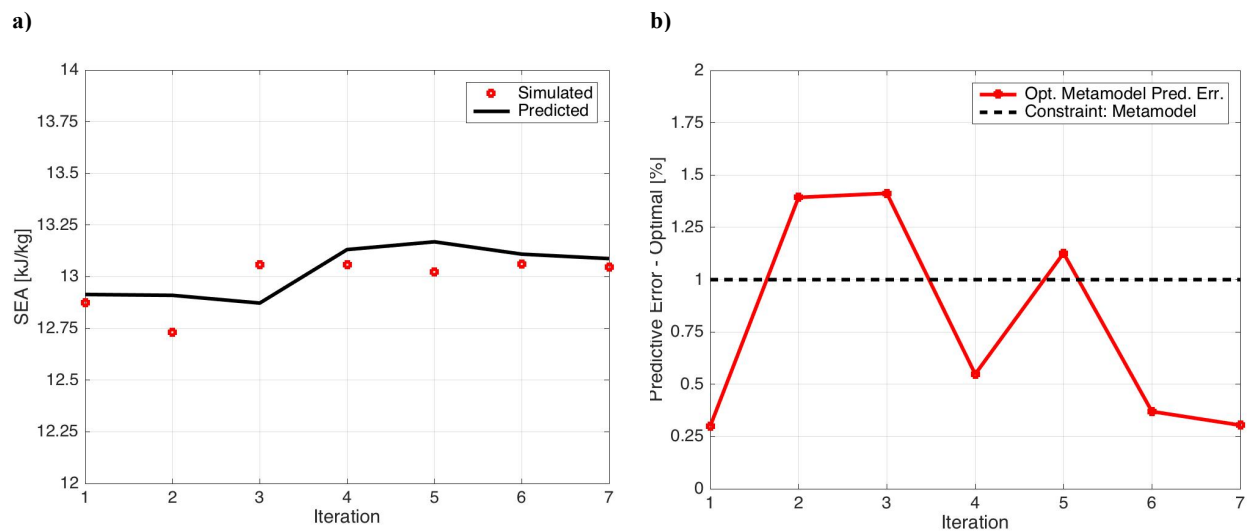 a)
14
13.75
13.5
13.25
13
12.75
12.5
12.25
12
SEA [kJ/kg]
Simulated
Predicted
1 2 3 4 5 6 7
Iteration
b)
2
1.75
1.5
1.25
1
0.75
0.5
0.25
0
Predictive Error - Optimal [%]
Opt. Metamodel Pred. Err.
Constraint: Metamodel
1 2 3 4 5 6 7
Iteration